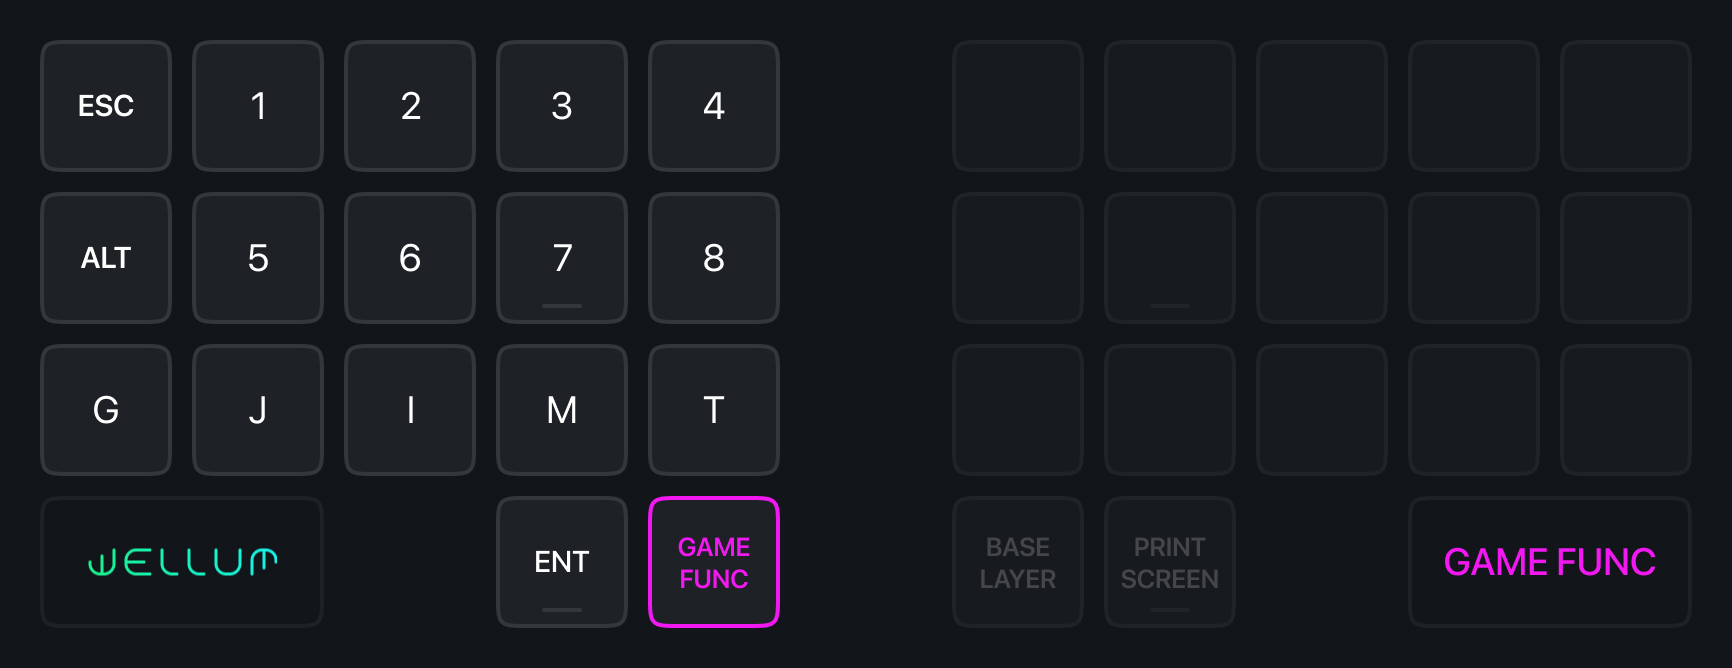 ESC 1 2 3 4
ALT 5 6 7 8
G J I M T
WELLUM ENT GAME FUNC BASE LAYER PRINT SCREEN GAME FUNC